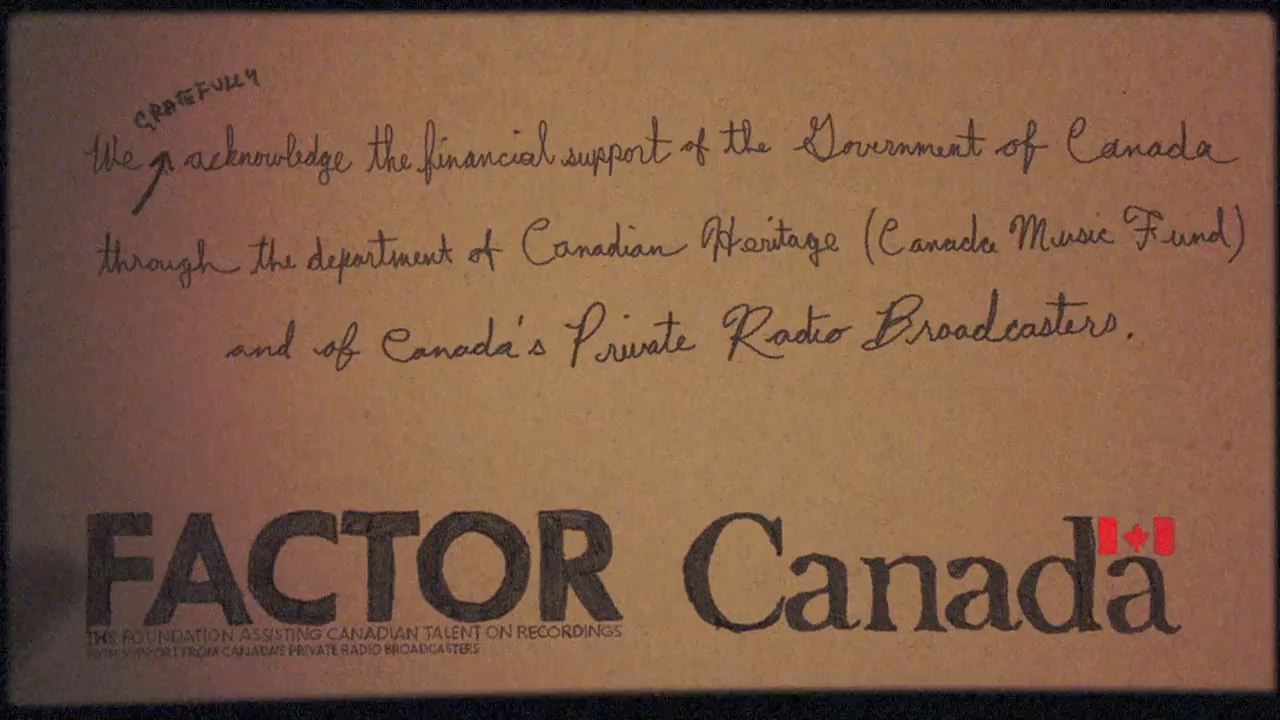 GRATEFULLY
We acknowledge the financial support of the Government of Canada
through the department of Canadian Heritage (Canada Music Fund)
and of Canada's Private Radio Broadcasters.
FACTOR
THE FOUNDATION ASSISTING CANADIAN TALENT ON RECORDINGS
WITH SUPPORT FROM CANADA'S PRIVATE RADIO BROADCASTERS
Canada